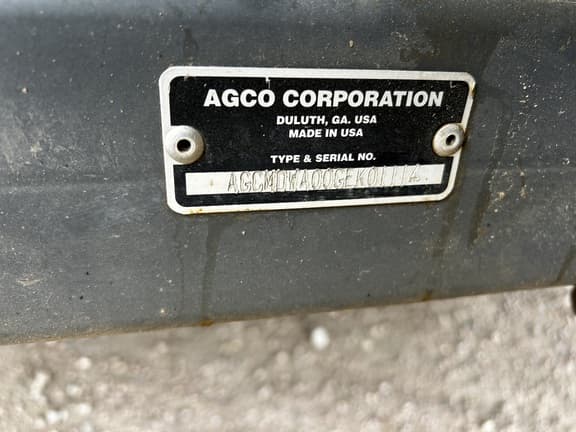 AGCO CORPORATION
DULUTH, GA. USA
MADE IN USA
TYPE & SERIAL NO.